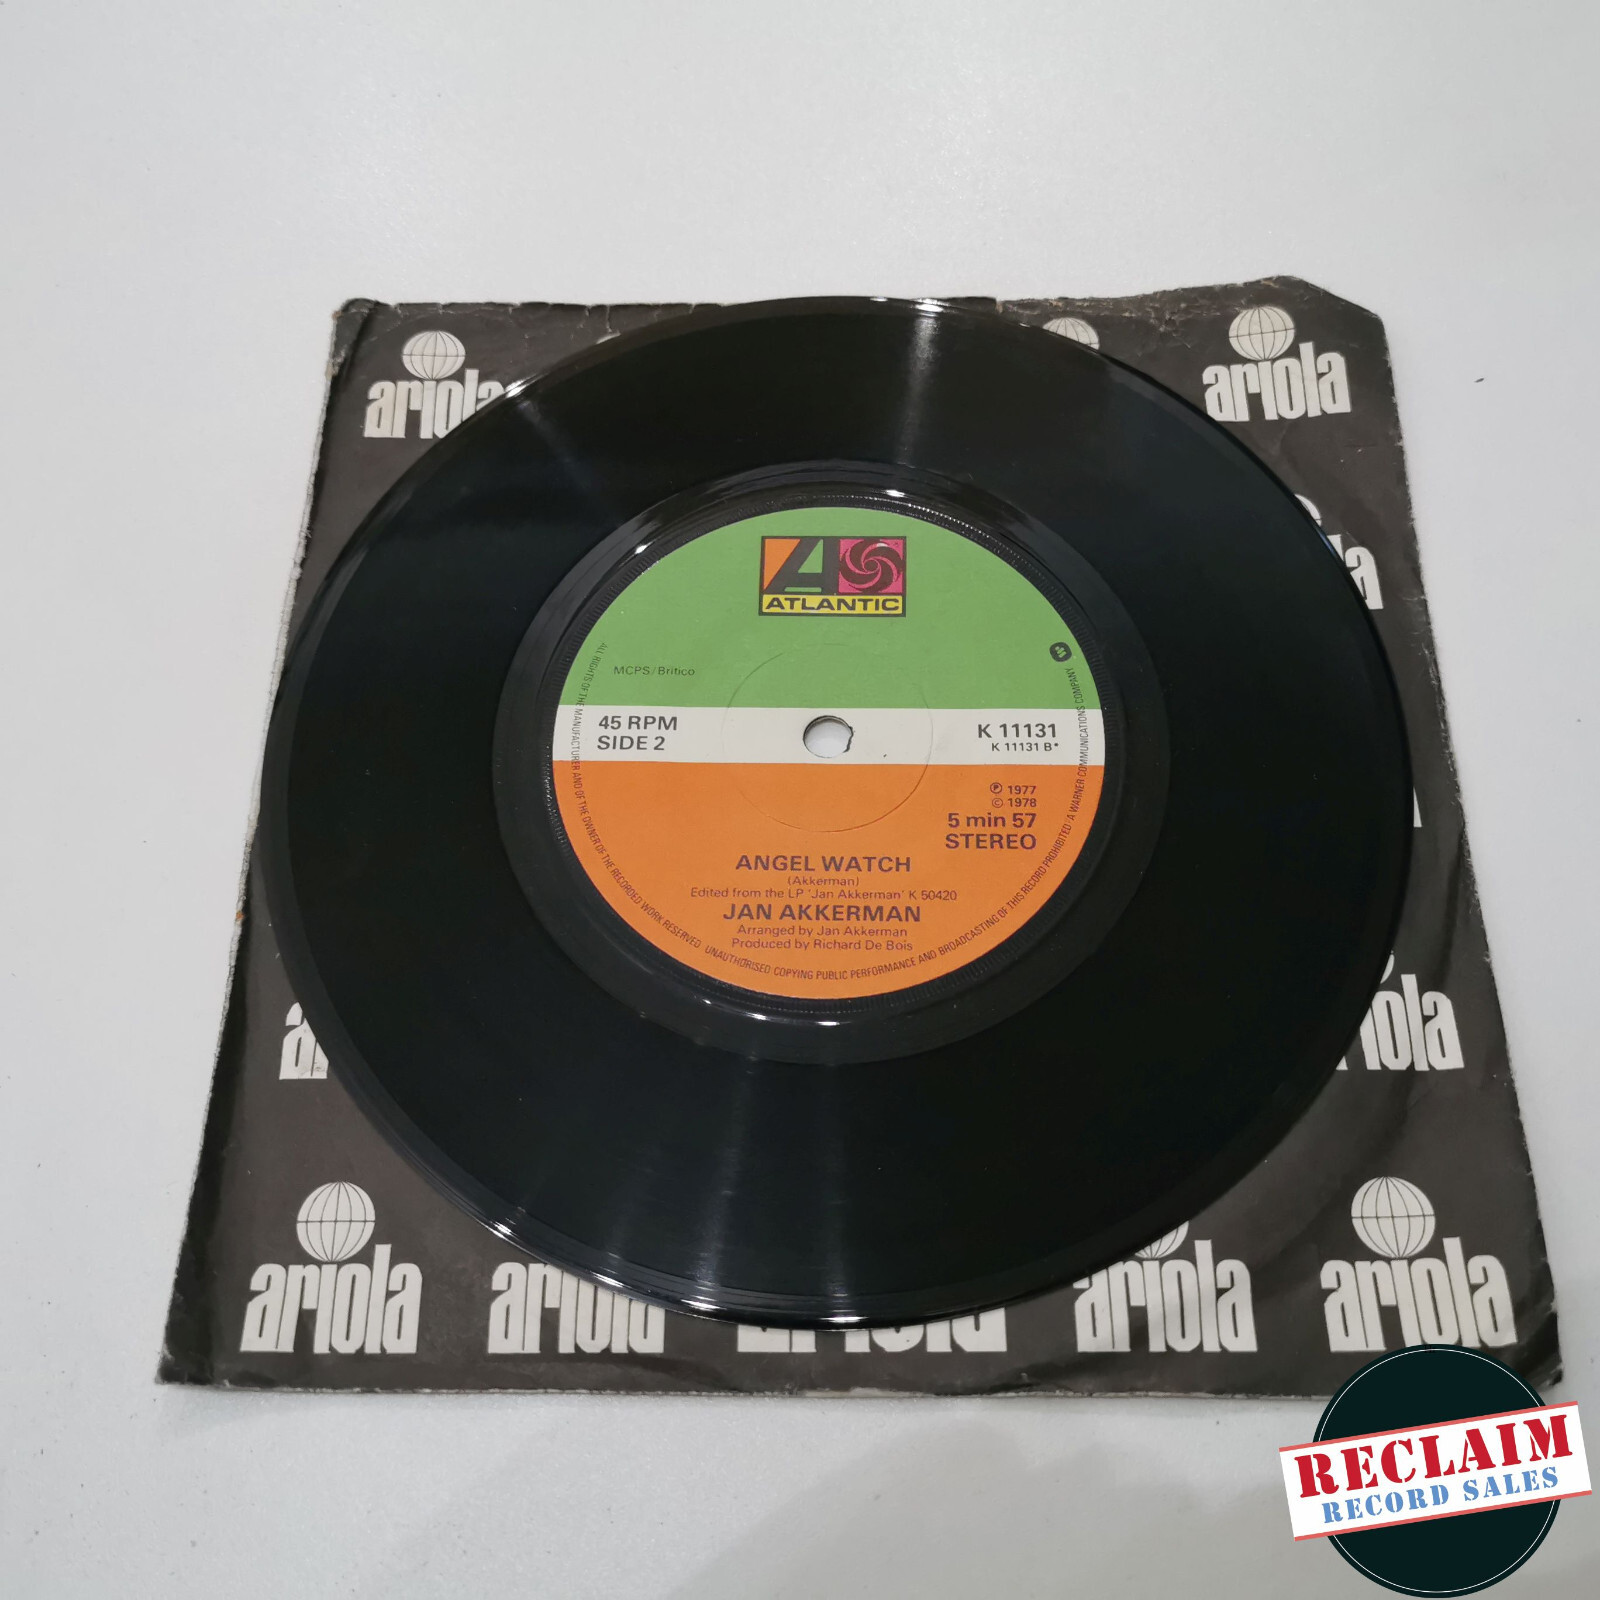 ariola
ariola
ATLANTIC
MCPS/Britico
45 RPM
SIDE 2
K 11131
K 11131 B*
Ⓟ 1977
© 1978
5 min 57
STEREO
ANGEL WATCH
(Akkerman)
Edited from the LP 'Jan Akkerman' K 50420
JAN AKKERMAN
Arranged by Jan Akkerman
Produced by Richard De Bois
ALL RIGHTS OF THE MANUFACTURER AND OF THE OWNER OF THE RECORDED WORK RESERVED UNAUTHORISED COPYING PUBLIC PERFORMANCE AND BROADCASTING OF THIS RECORD PROHIBITED · A WARNER COMMUNICATIONS COMPANY
ariola
ariola
ariola
ariola
RECLAIM
RECORD SALES